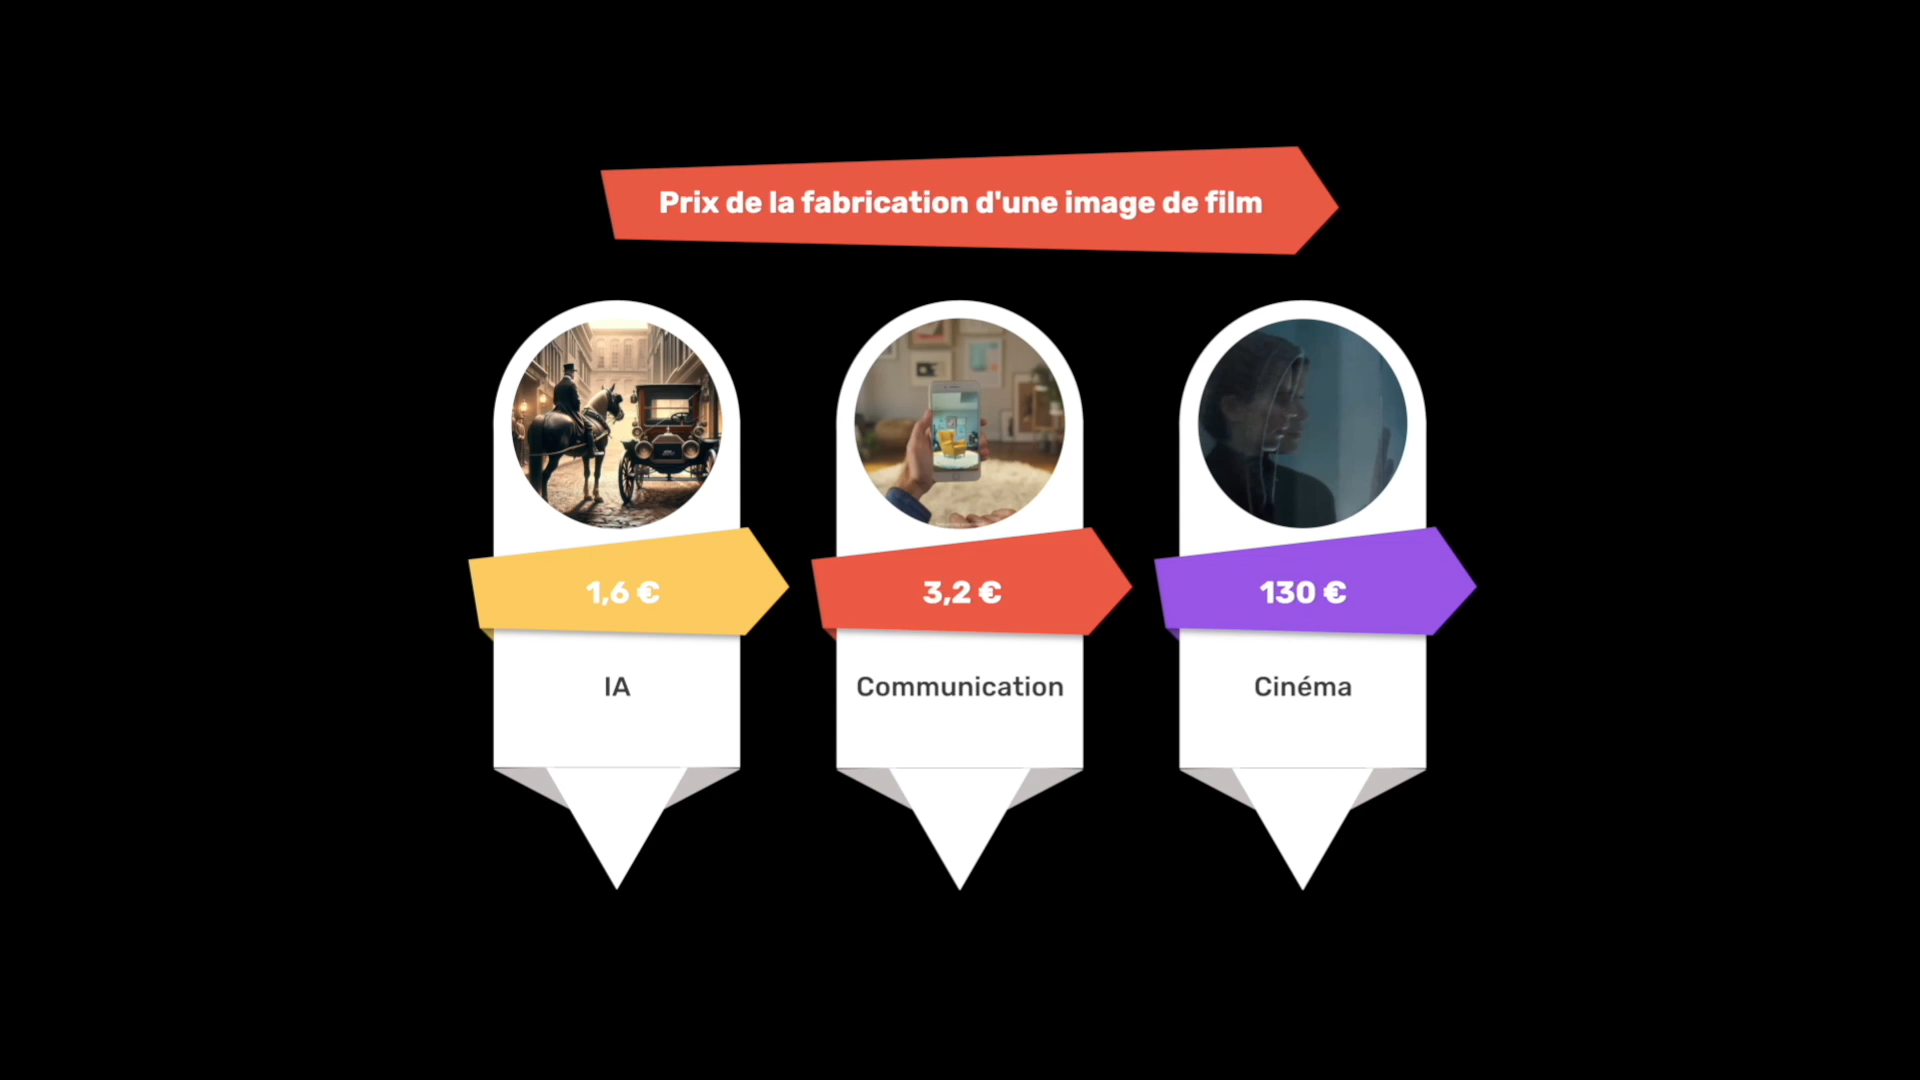 Prix de la fabrication d'une image de film
1,6 €
3,2 €
130 €
IA
Communication
Cinéma